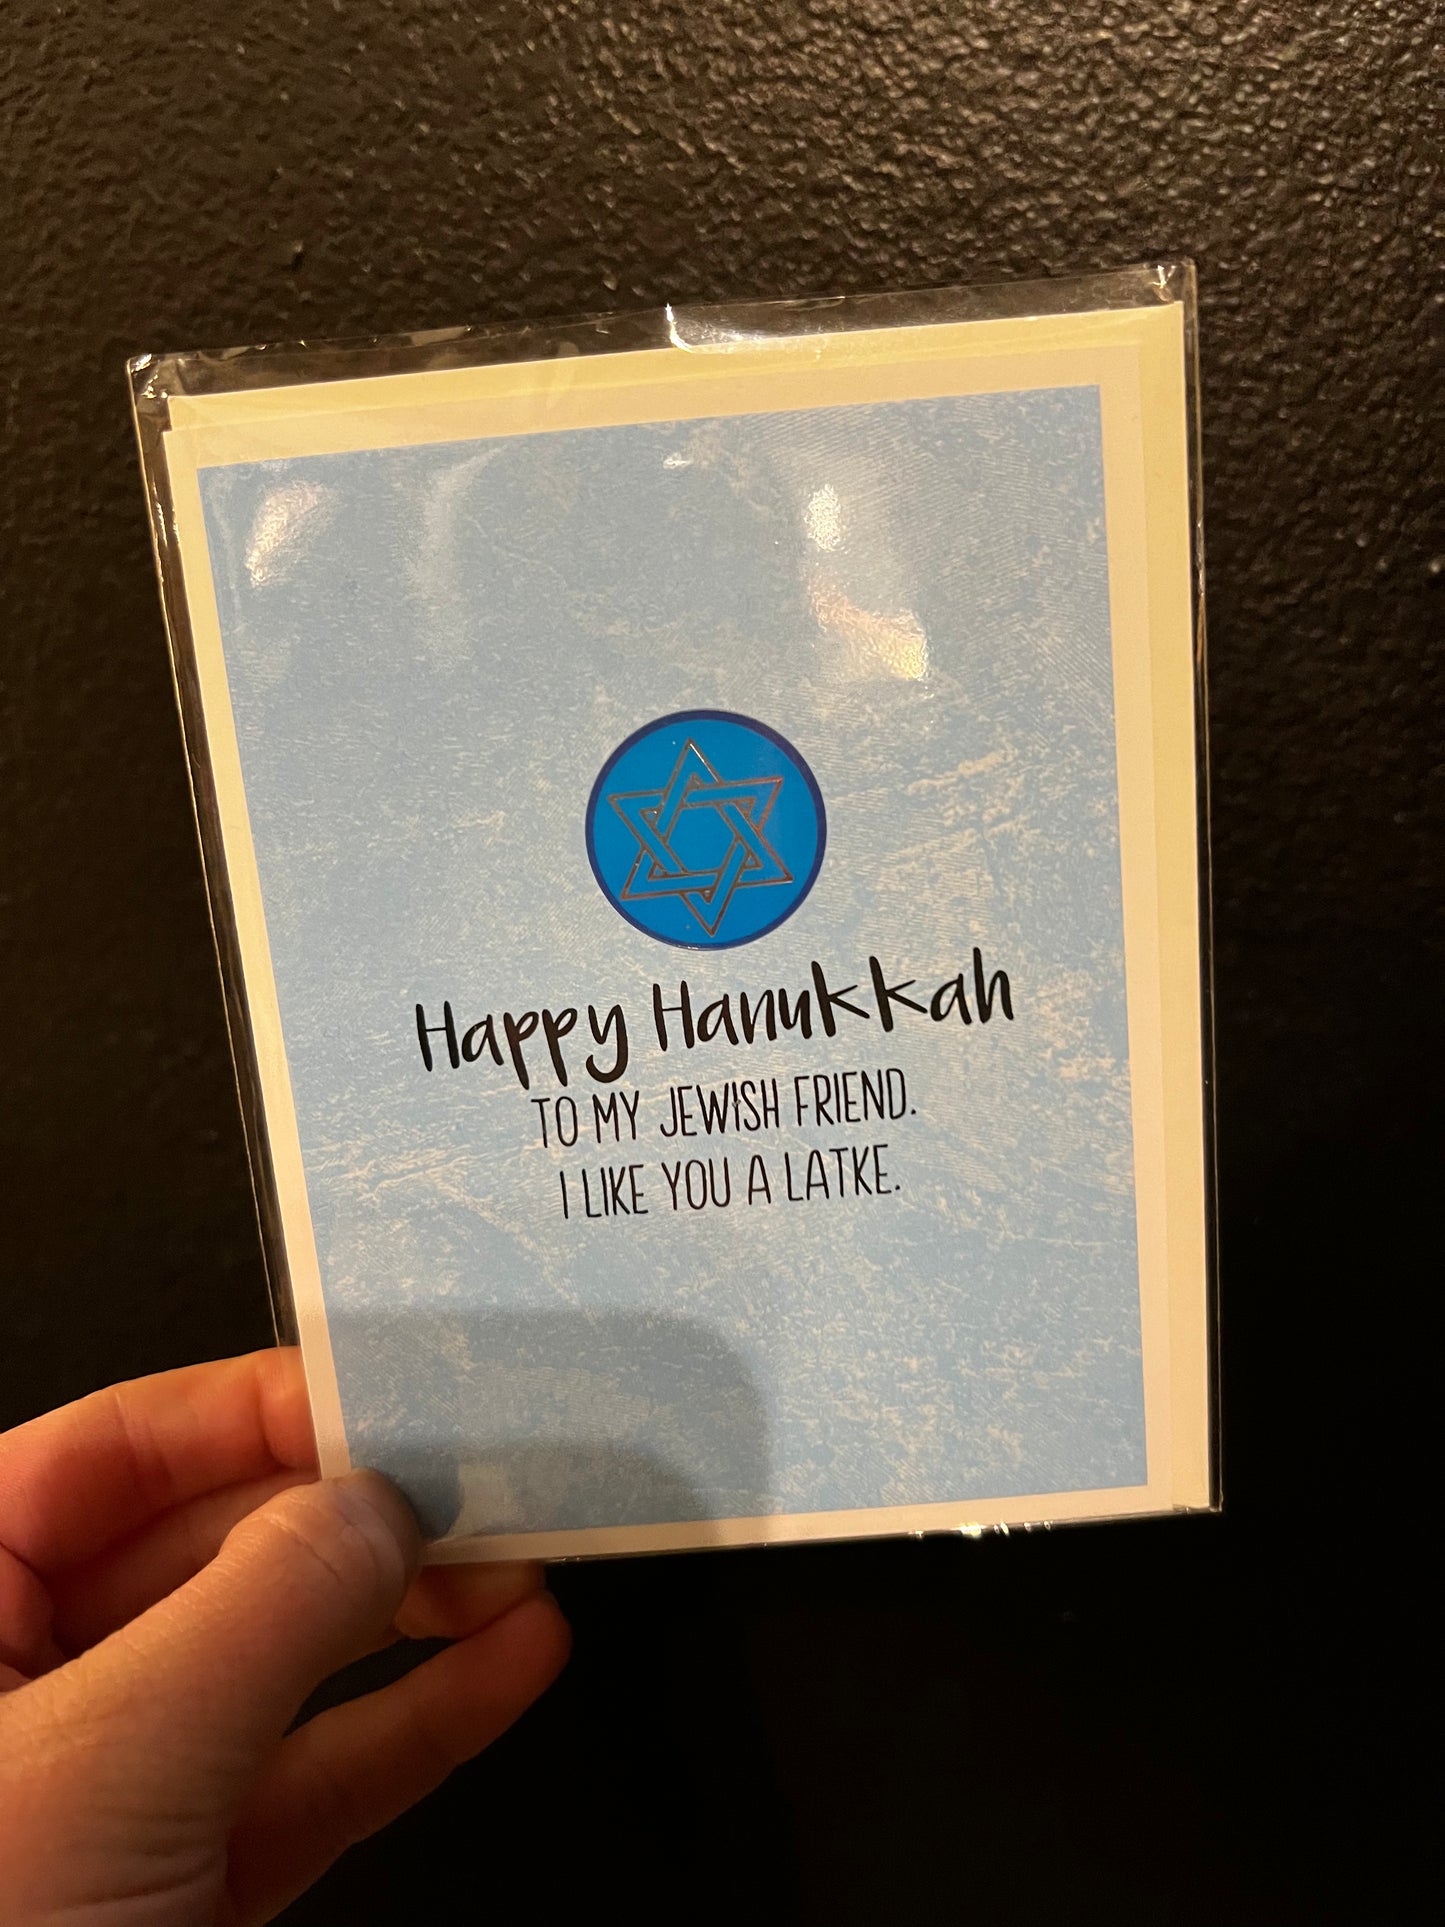 Happy Hanukkah
TO MY JEWISH FRIEND.
I LIKE YOU A LATKE.